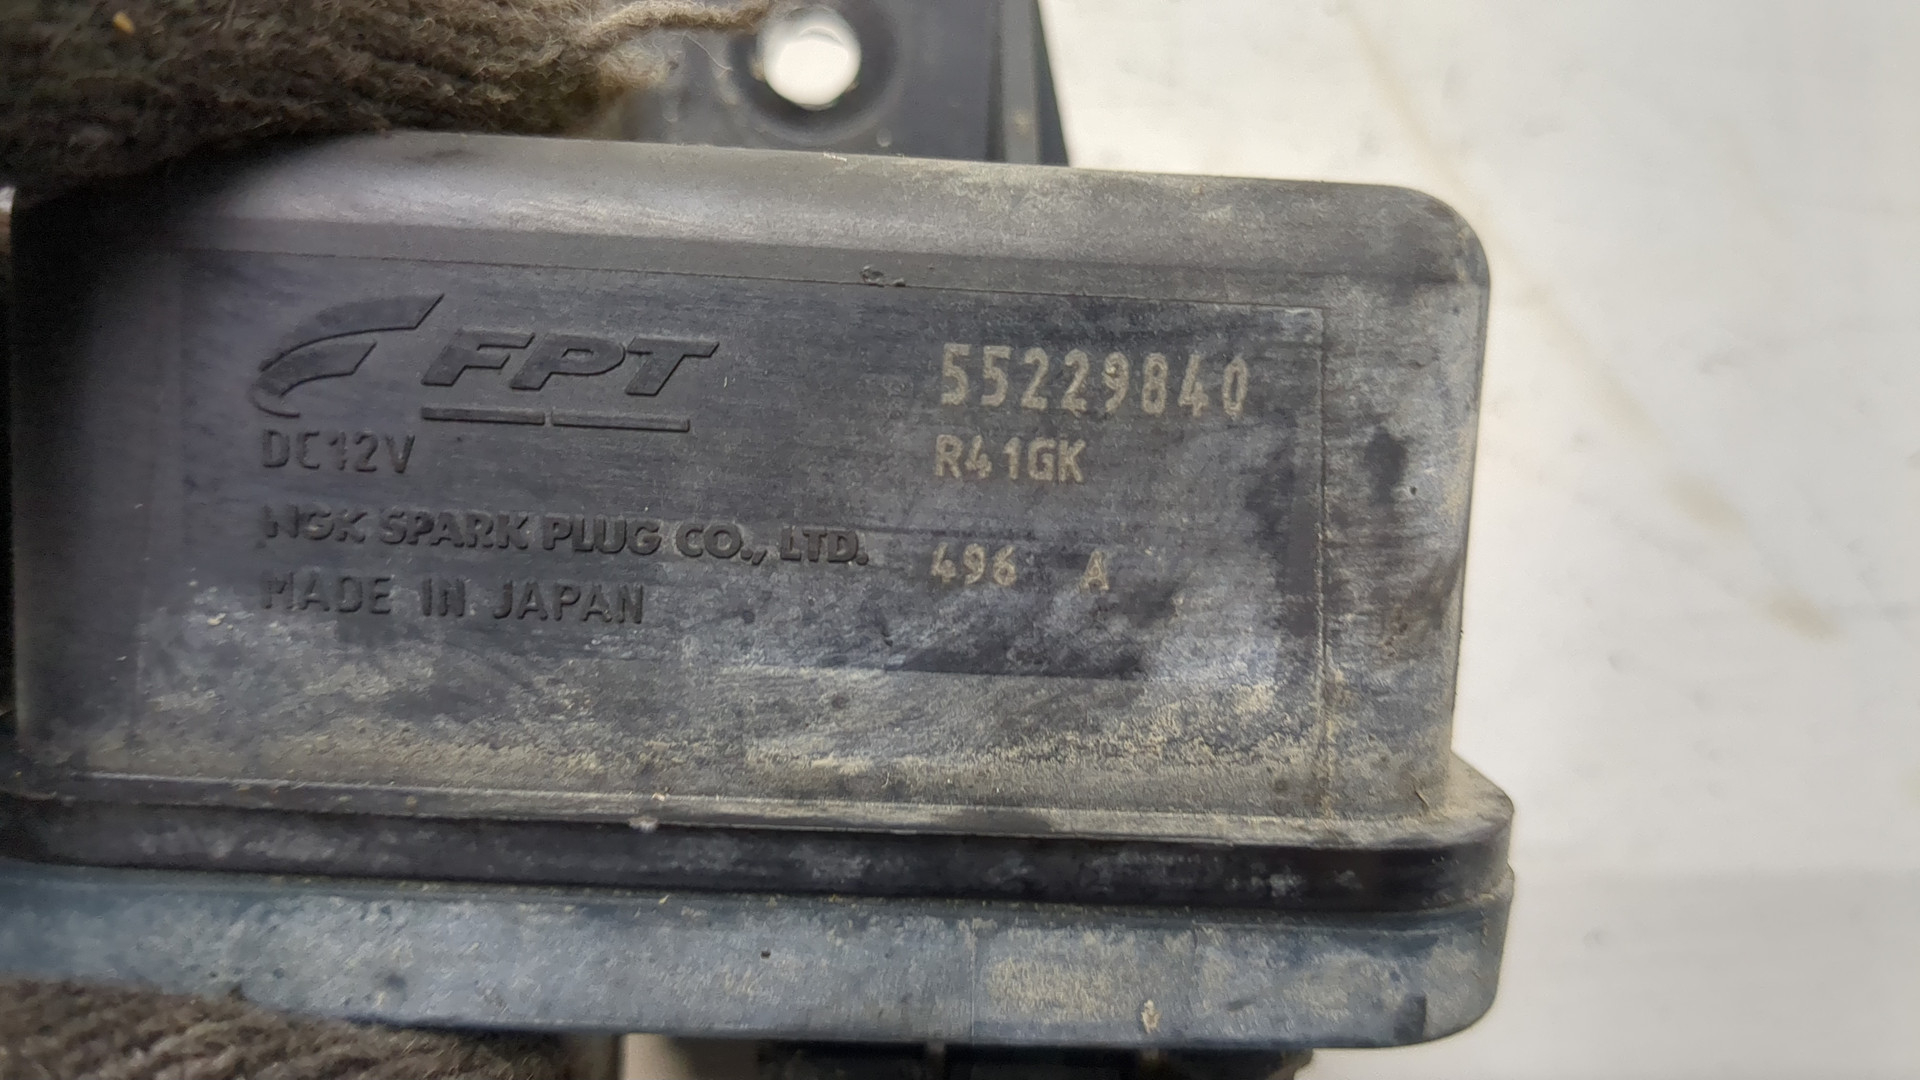 FPT
DC12V
NGK SPARK PLUG CO., LTD.
MADE IN JAPAN
55229840
R41GK
496 A